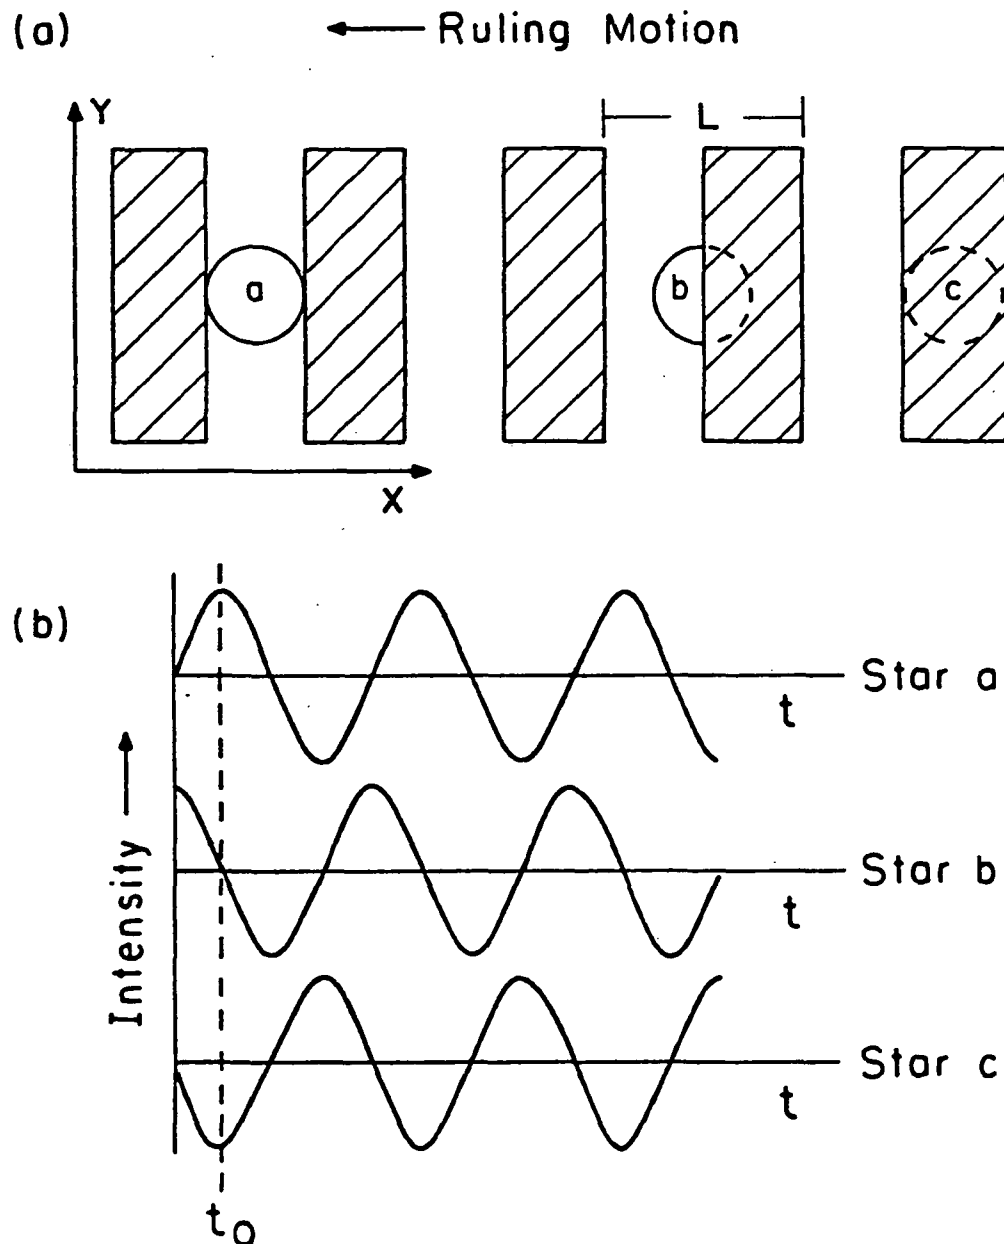 (a)
← Ruling Motion
Y
L
a
b
c
X
(b)
Intensity →
Star a
t
Star b
t
Star c
t
t₀